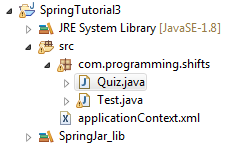 SpringTutorial3
JRE System Library [JavaSE-1.8]
src
com.programming.shifts
Quiz.java
Test.java
applicationContext.xml
SpringJar_lib